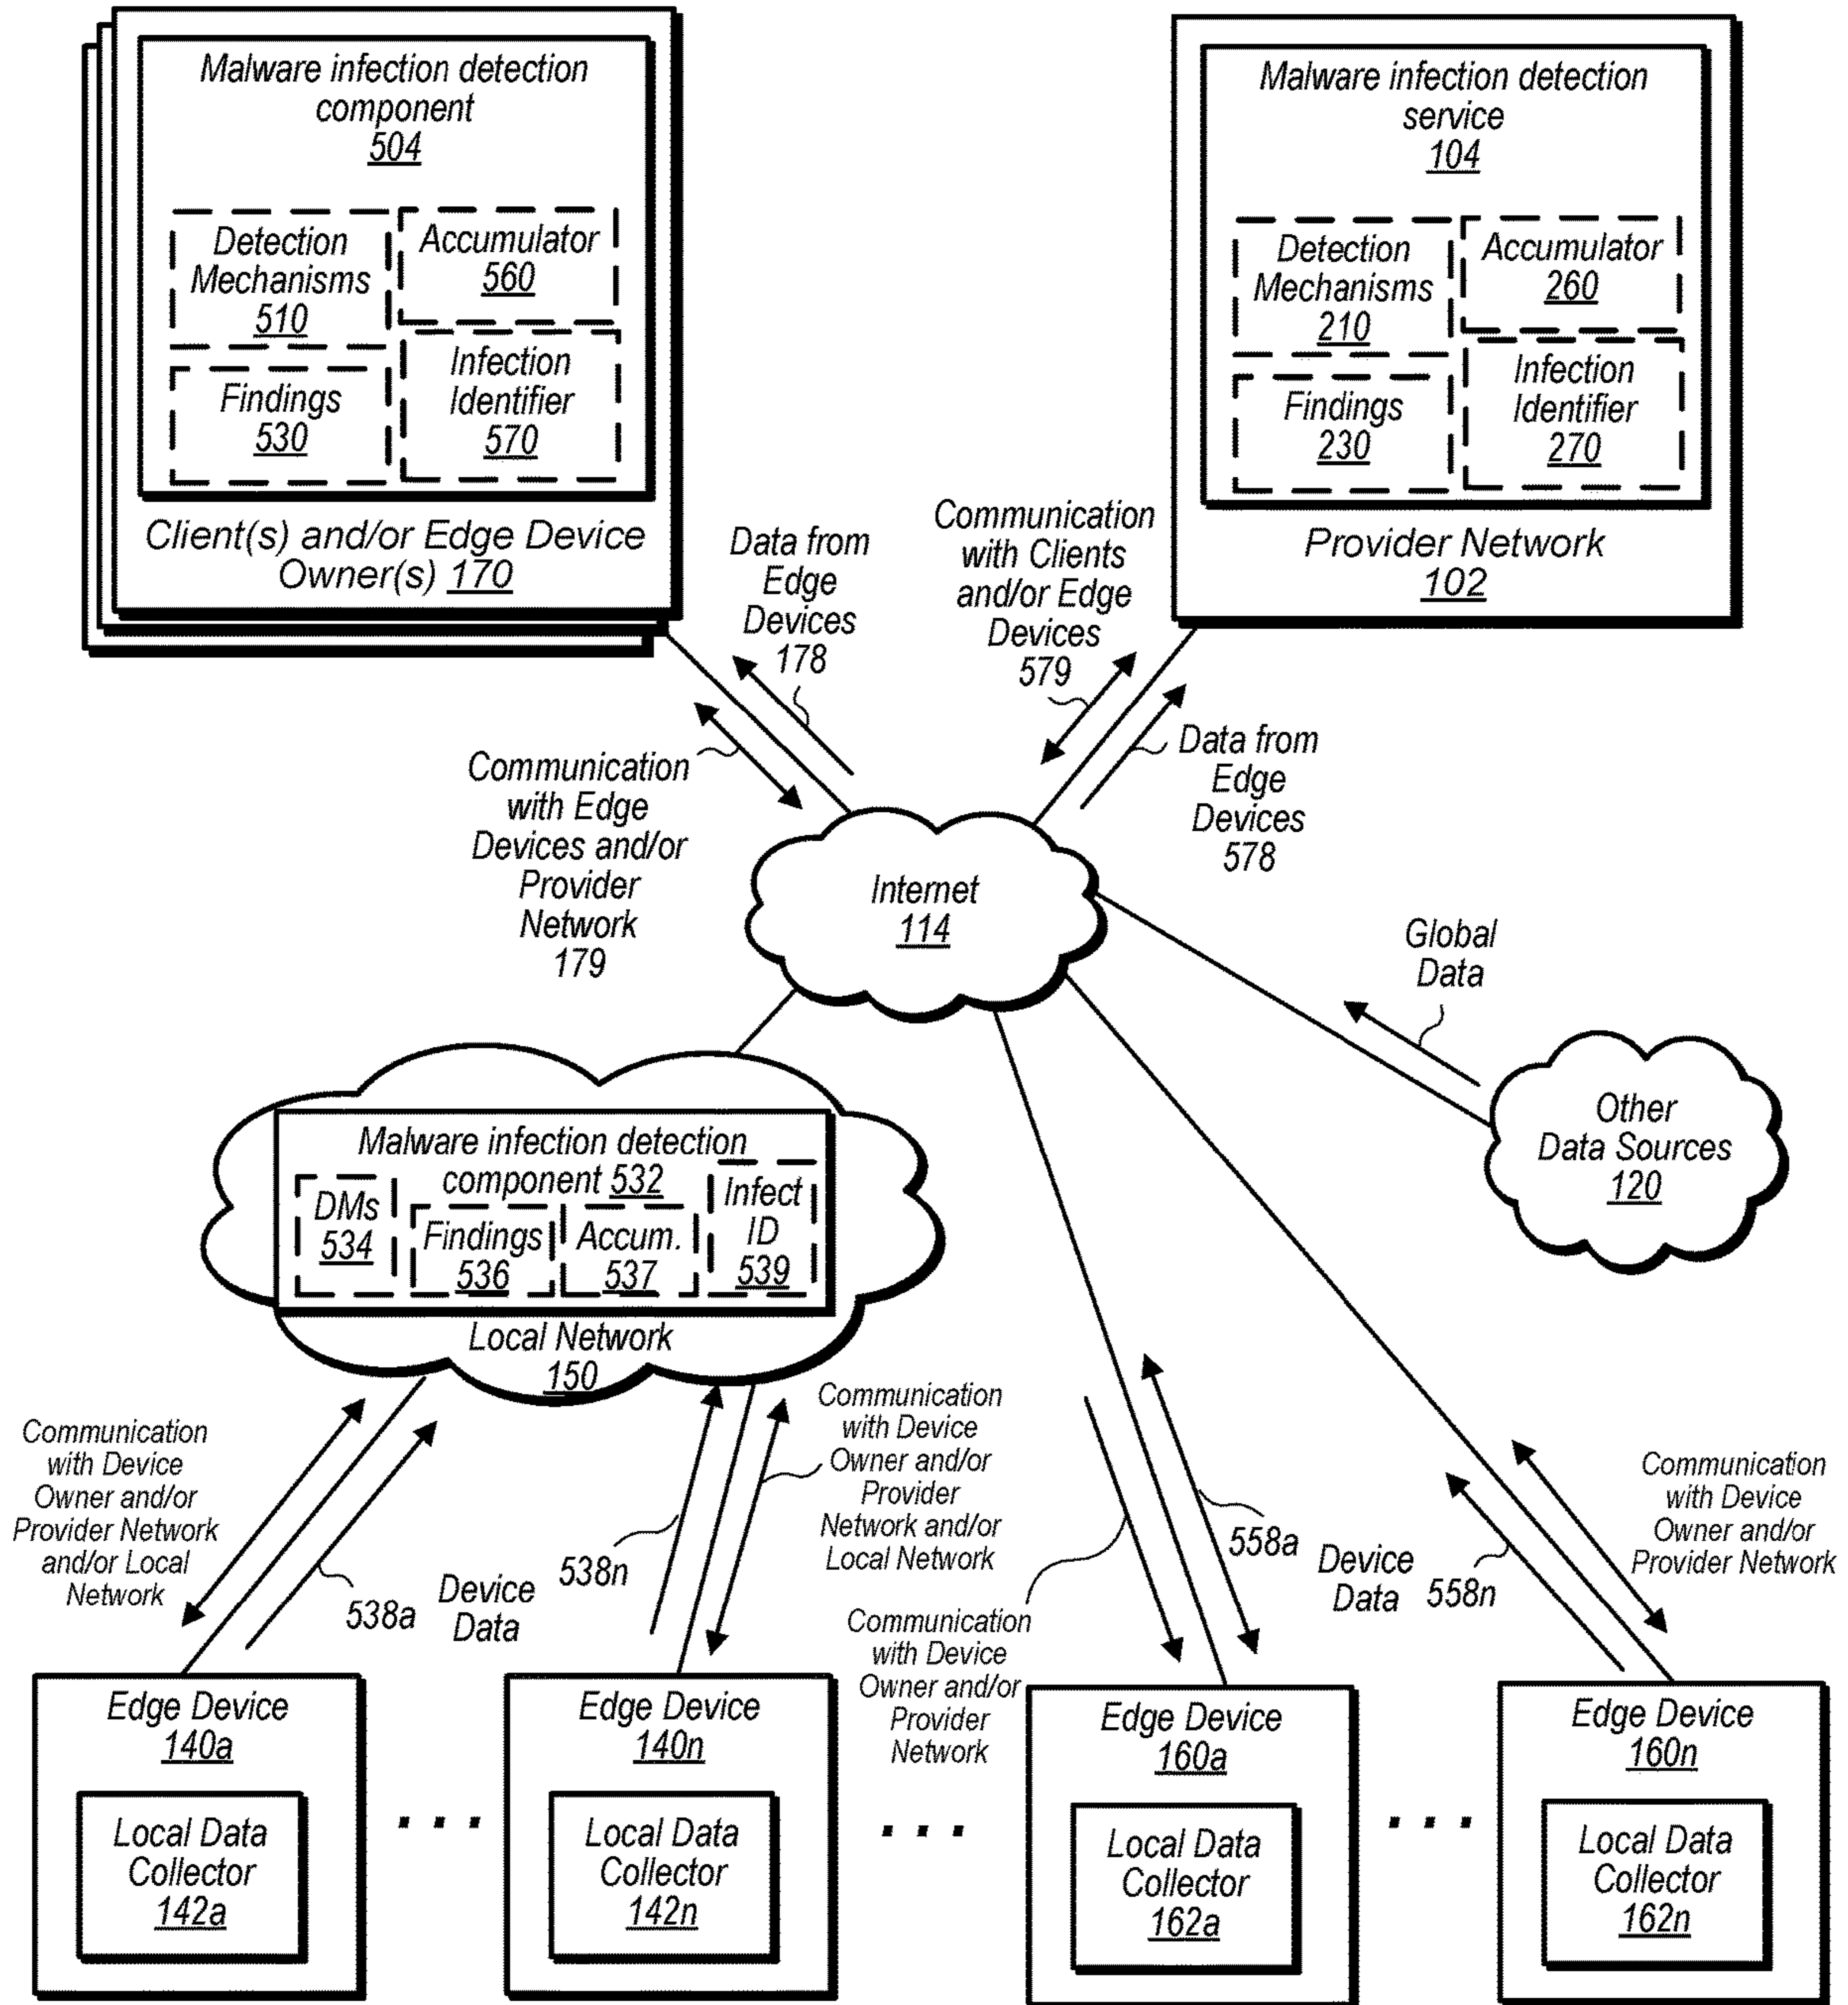 Malware infection detection
component
504
Detection
Mechanisms
510
Accumulator
560
Findings
530
Infection
Identifier
570
Client(s) and/or Edge Device
Owner(s) 170
Malware infection detection
service
104
Detection
Mechanisms
210
Accumulator
260
Findings
230
Infection
Identifier
270
Provider Network
102
Data from
Edge
Devices
178
Communication
with Clients
and/or Edge
Devices
579
Communication
with Edge
Devices and/or
Provider
Network
179
Data from
Edge
Devices
578
Internet
114
Global
Data
Other
Data Sources
120
Malware infection detection
component 532
DMs
534
Findings
536
Accum.
537
Infect
ID
539
Local Network
150
Communication
with Device
Owner and/or
Provider Network
and/or Local
Network
538a
Device
Data
538n
Communication
with Device
Owner and/or
Provider
Network and/or
Local Network
Communication
with Device
Owner and/or
Provider
Network
558a
Device
Data
558n
Communication
with Device
Owner and/or
Provider Network
Edge Device
140a
Local Data
Collector
142a
. . .
Edge Device
140n
Local Data
Collector
142n
. . .
Edge Device
160a
Local Data
Collector
162a
. . .
Edge Device
160n
Local Data
Collector
162n